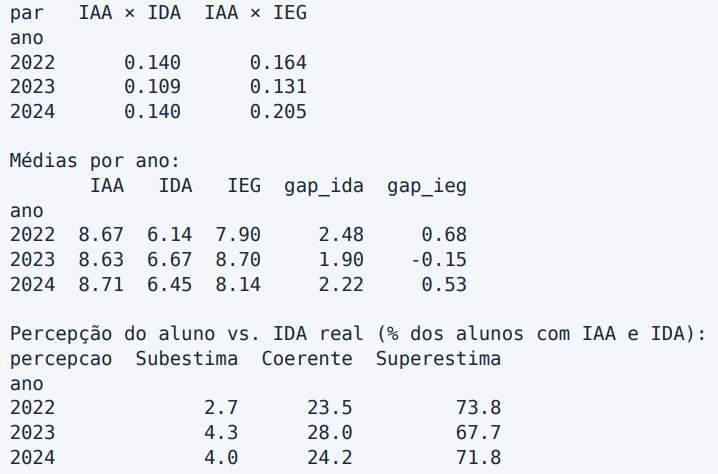 par   IAA × IDA  IAA × IEG
ano
2022      0.140      0.164
2023      0.109      0.131
2024      0.140      0.205

Médias por ano:
       IAA   IDA   IEG  gap_ida  gap_ieg
ano
2022  8.67  6.14  7.90     2.48     0.68
2023  8.63  6.67  8.70     1.90    -0.15
2024  8.71  6.45  8.14     2.22     0.53

Percepção do aluno vs. IDA real (% dos alunos com IAA e IDA):
percepcao  Subestima  Coerente  Superestima
ano
2022             2.7      23.5         73.8
2023             4.3      28.0         67.7
2024             4.0      24.2         71.8